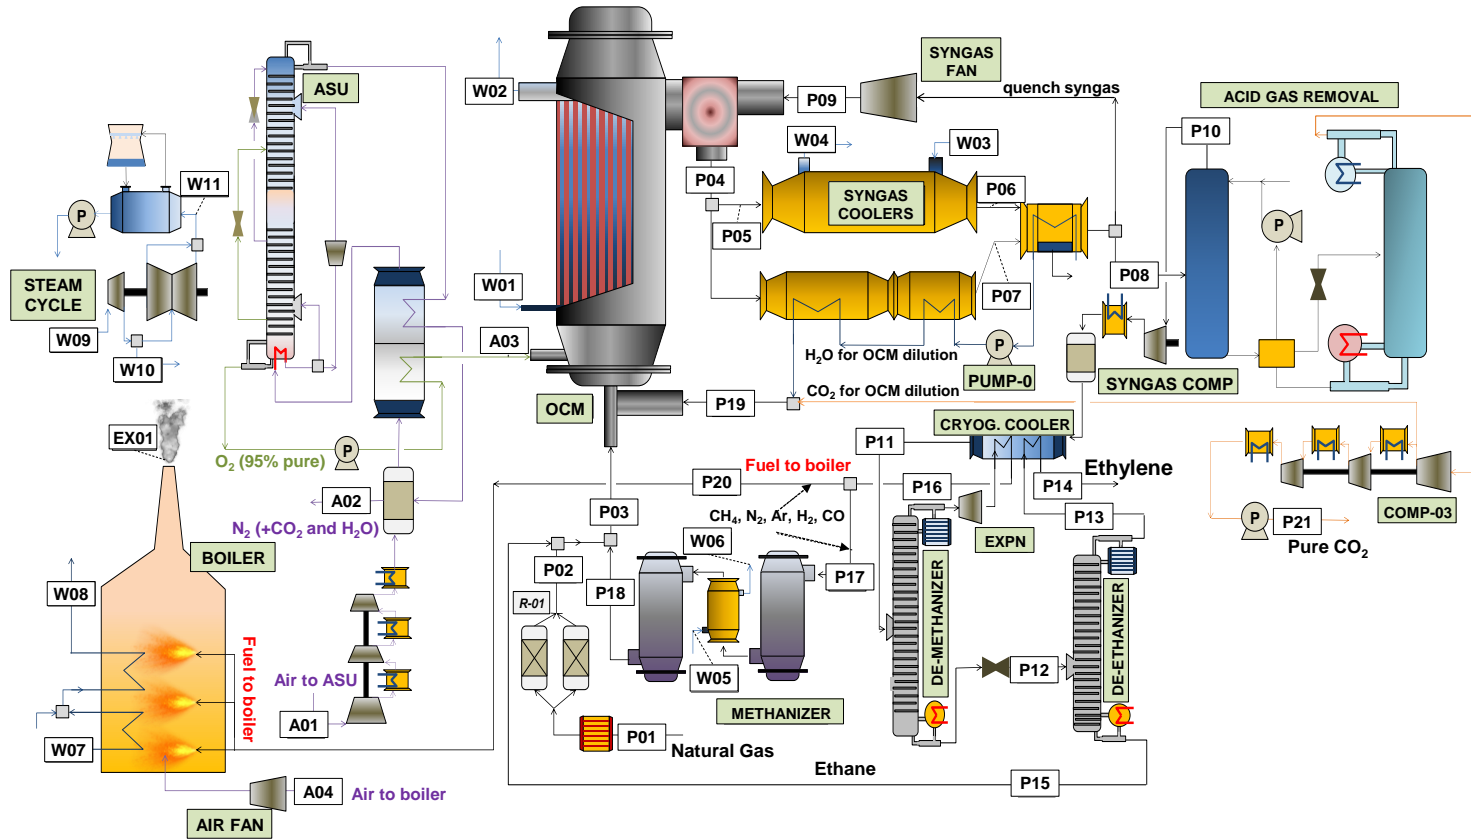 SYNGAS
FAN
ASU
W02
P09
quench syngas
ACID GAS REMOVAL
P10
W04
W03
P04
W11
P
SYNGAS
COOLERS
P06
P
P05
STEAM
CYCLE
W01
P07
P08
W09
A03
W10
H2O for OCM dilution
P
PUMP-0
SYNGAS COMP
OCM
P19
CO2 for OCM dilution
EX01
P11
CRYOG. COOLER
O2 (95% pure)
P
Fuel to boiler
Ethylene
A02
P20
P16
P14
N2 (+CO2 and H2O)
P03
CH4, N2, Ar, H2, CO
P13
COMP-03
P
P21
Pure CO2
BOILER
W06
EXPN
P02
P18
P17
W08
R-01
DE-METHANIZER
DE-ETHANIZER
Fuel to boiler
W05
P12
Air to ASU
A01
METHANIZER
W07
P01
Natural Gas
Ethane
P15
A04
Air to boiler
AIR FAN